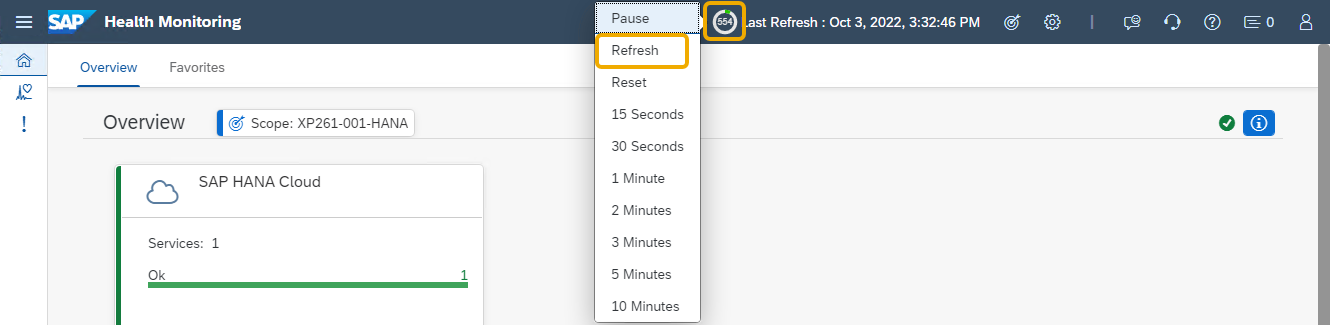 SAP Health Monitoring
Pause
554
Last Refresh : Oct 3, 2022, 3:32:46 PM
0
Refresh
Reset
15 Seconds
30 Seconds
1 Minute
2 Minutes
3 Minutes
5 Minutes
10 Minutes
Overview
Favorites
Overview
Scope: XP261-001-HANA
SAP HANA Cloud
Services: 1
Ok 1